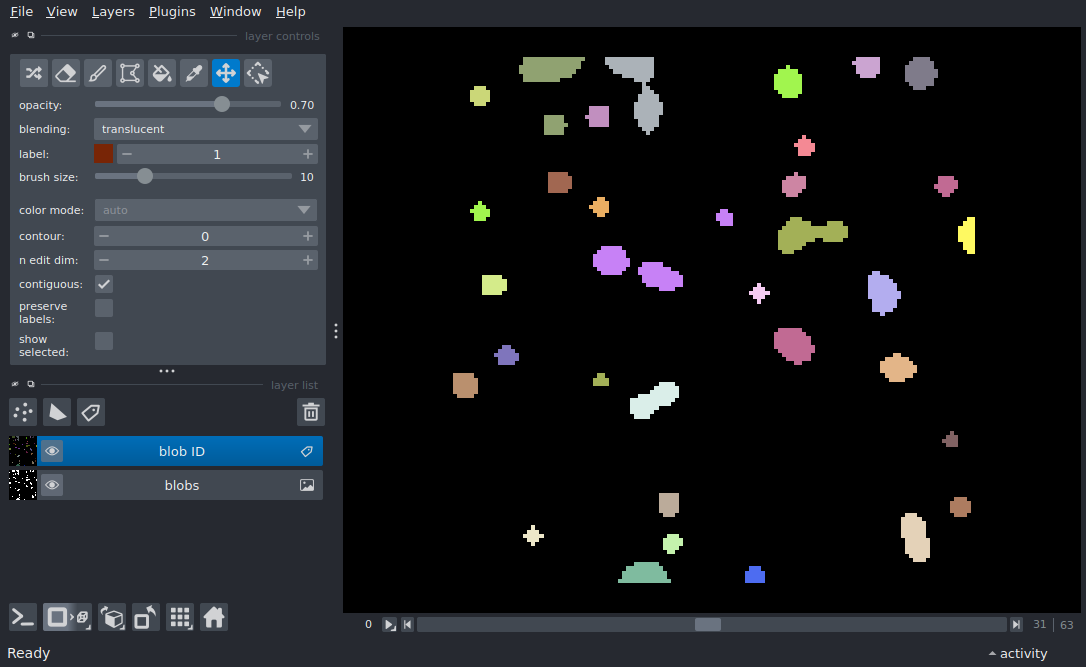 File View Layers Plugins Window Help
layer controls
opacity: 0.70
blending: translucent
label: 1
brush size: 10
color mode: auto
contour: 0
n edit dim: 2
contiguous:
preserve
labels:
show
selected:
layer list
blob ID
blobs
0 31 | 63
Ready activity